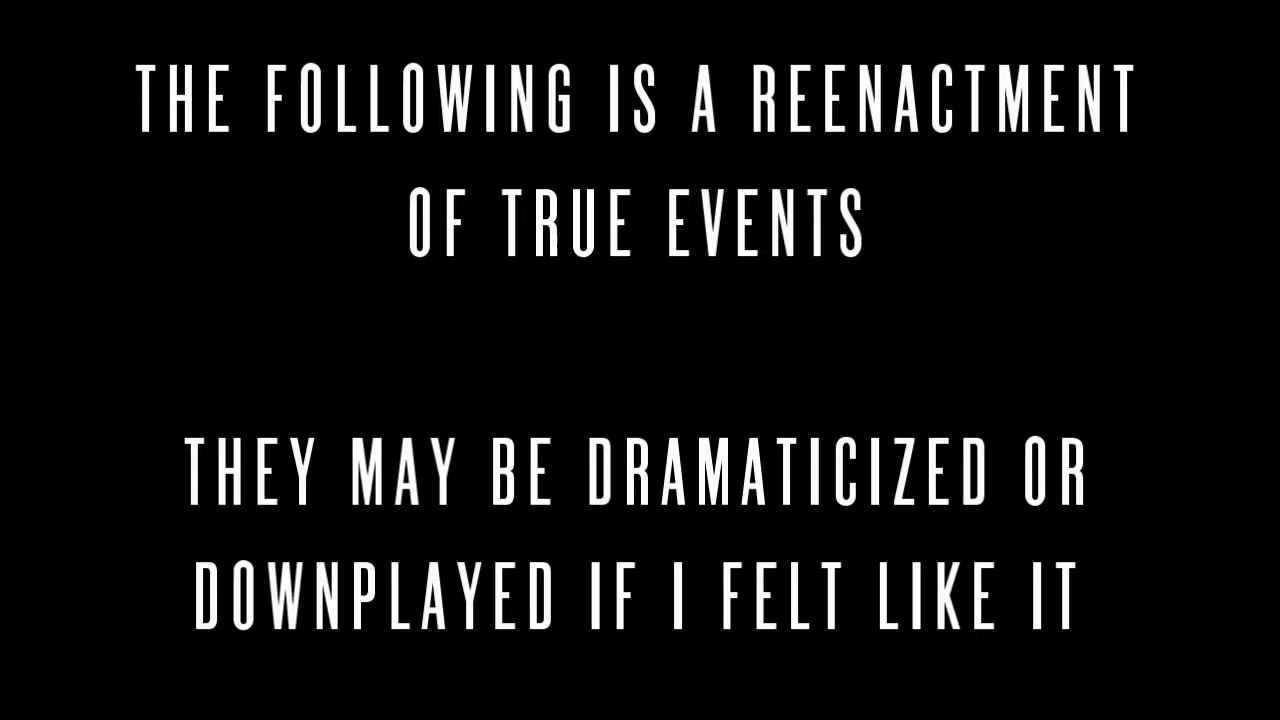 THE FOLLOWING IS A REENACTMENT
OF TRUE EVENTS
THEY MAY BE DRAMATICIZED OR
DOWNPLAYED IF I FELT LIKE IT